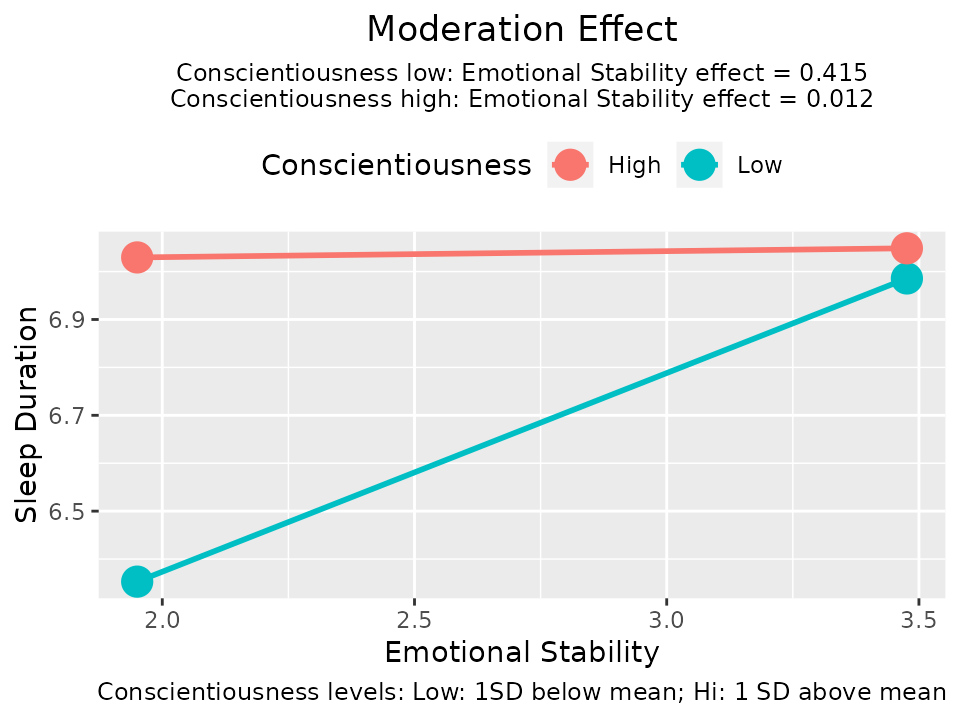 Moderation Effect
Conscientiousness low: Emotional Stability effect = 0.415
Conscientiousness high: Emotional Stability effect = 0.012
Conscientiousness High Low
Sleep Duration
6.9
6.7
6.5
2.0 2.5 3.0 3.5
Emotional Stability
Conscientiousness levels: Low: 1SD below mean; Hi: 1 SD above mean